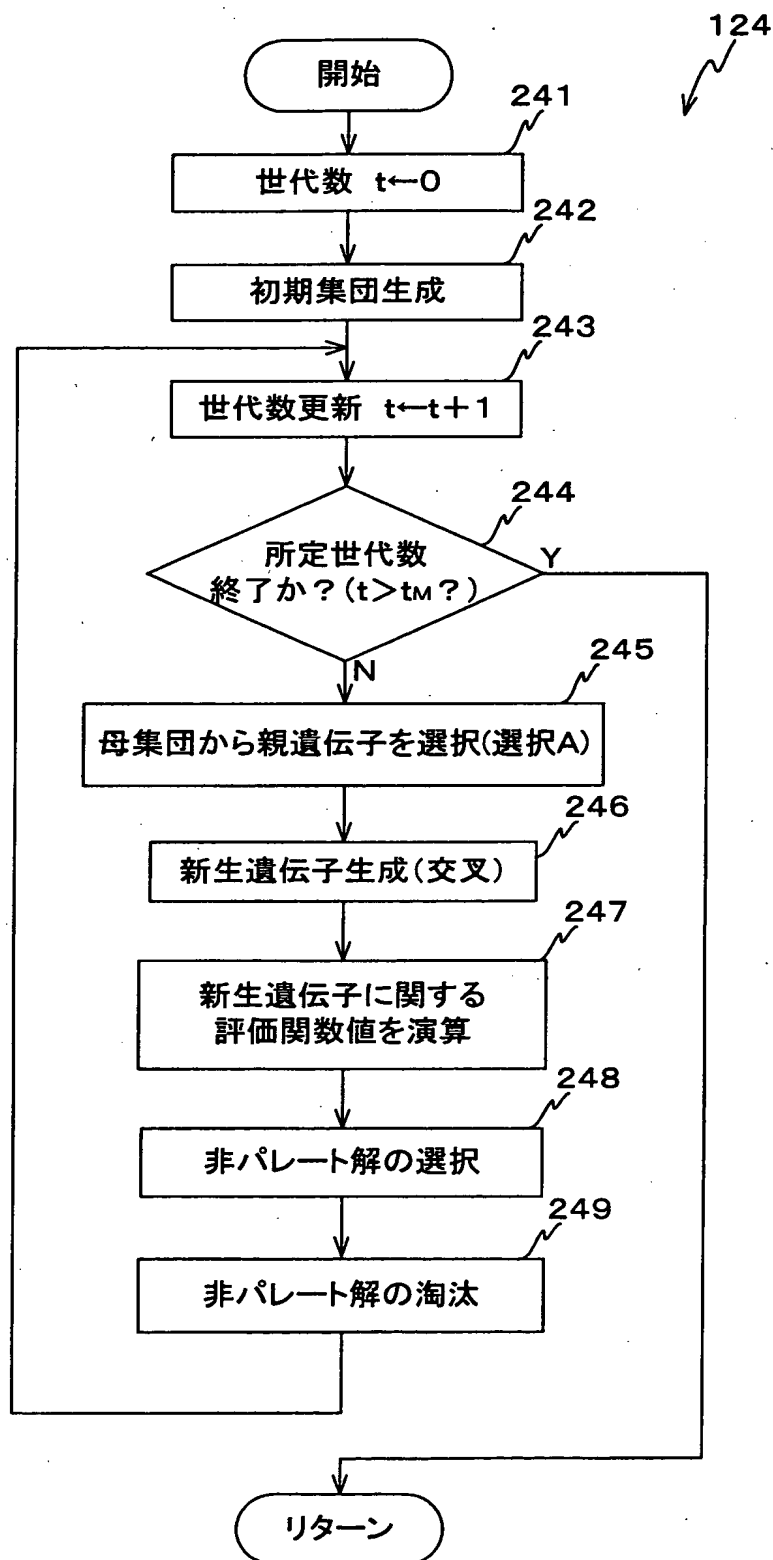 124
開始
241
世代数 t←0
242
初期集団生成
243
世代数更新 t←t+1
244
所定世代数
終了か？(t>tM？)
Y
N
245
母集団から親遺伝子を選択(選択A)
246
新生遺伝子生成(交叉)
247
新生遺伝子に関する
評価関数値を演算
248
非パレート解の選択
249
非パレート解の淘汰
リターン